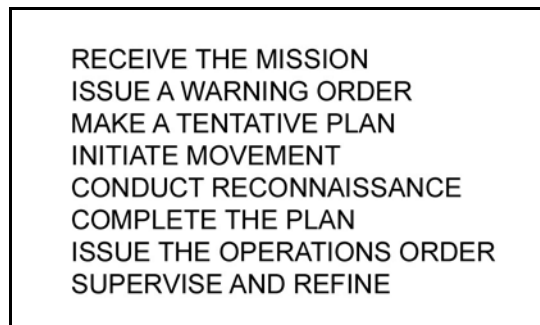 RECEIVE THE MISSION
ISSUE A WARNING ORDER
MAKE A TENTATIVE PLAN
INITIATE MOVEMENT
CONDUCT RECONNAISSANCE
COMPLETE THE PLAN
ISSUE THE OPERATIONS ORDER
SUPERVISE AND REFINE